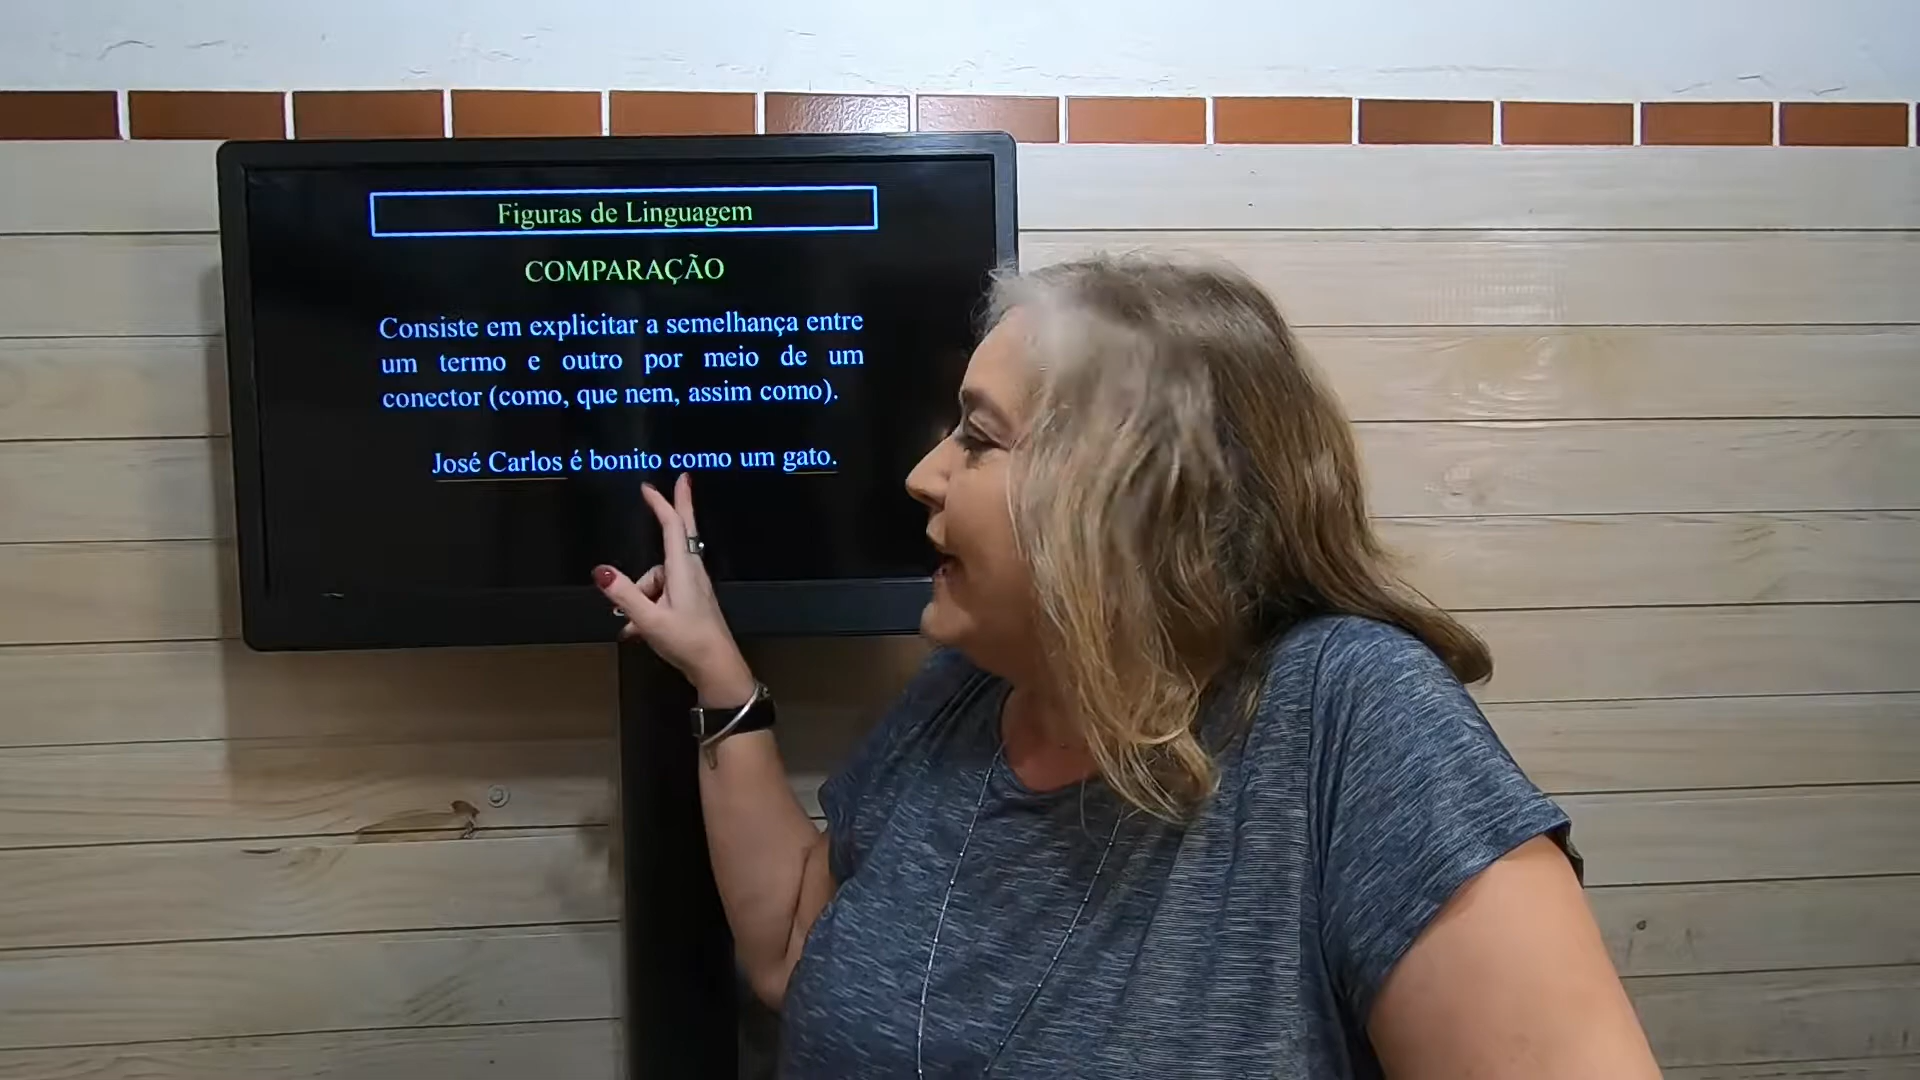 Figuras de Linguagem
COMPARAÇÃO
Consiste em explicitar a semelhança entre
um termo e outro por meio de um
conector (como, que nem, assim como).
José Carlos é bonito como um gato.